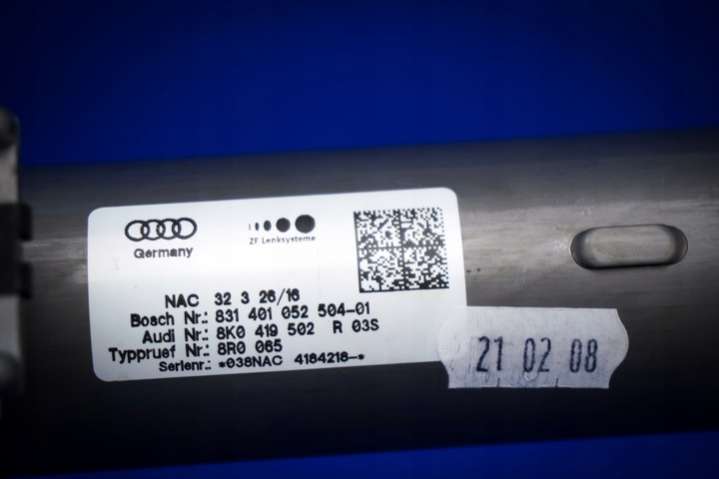 Germany
ZF Lenksysteme
NAC 32 3 26/16
Bosch Nr.: 831 401 052 504-01
Audi Nr.: 8K0 419 502 R 03S
Typpruef Nr.: 8R0 065
Serienr.: *038NAC 4184218-*
21 02 08